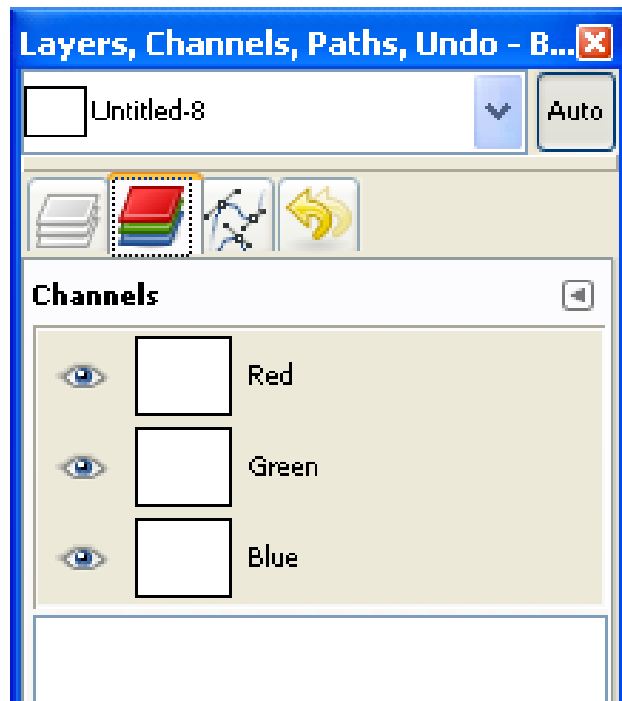 Layers, Channels, Paths, Undo - B...
Untitled-8
Auto
Channels
Red
Green
Blue